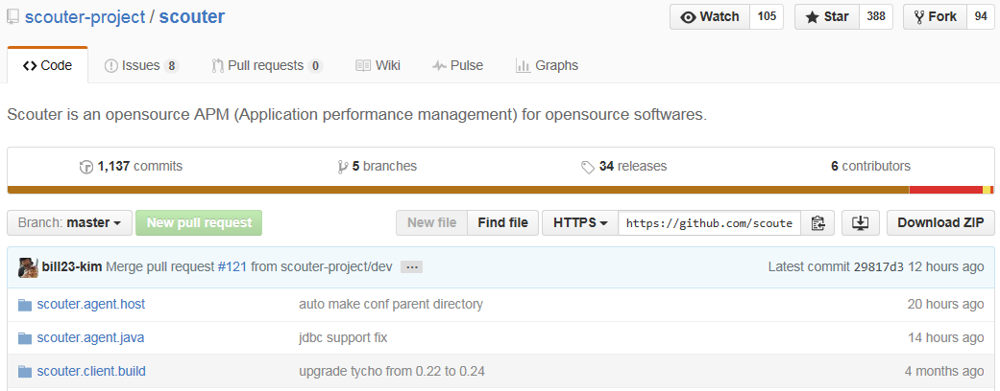 scouter-project / scouter Watch 105 Star 388 Fork 94
Code Issues 8 Pull requests 0 Wiki Pulse Graphs
Scouter is an opensource APM (Application performance management) for opensource softwares.
1,137 commits 5 branches 34 releases 6 contributors
Branch: master New pull request New file Find file HTTPS https://github.com/scoute Download ZIP
bill23-kim Merge pull request #121 from scouter-project/dev ... Latest commit 29817d3 12 hours ago
scouter.agent.host auto make conf parent directory 20 hours ago
scouter.agent.java jdbc support fix 14 hours ago
scouter.client.build upgrade tycho from 0.22 to 0.24 4 months ago